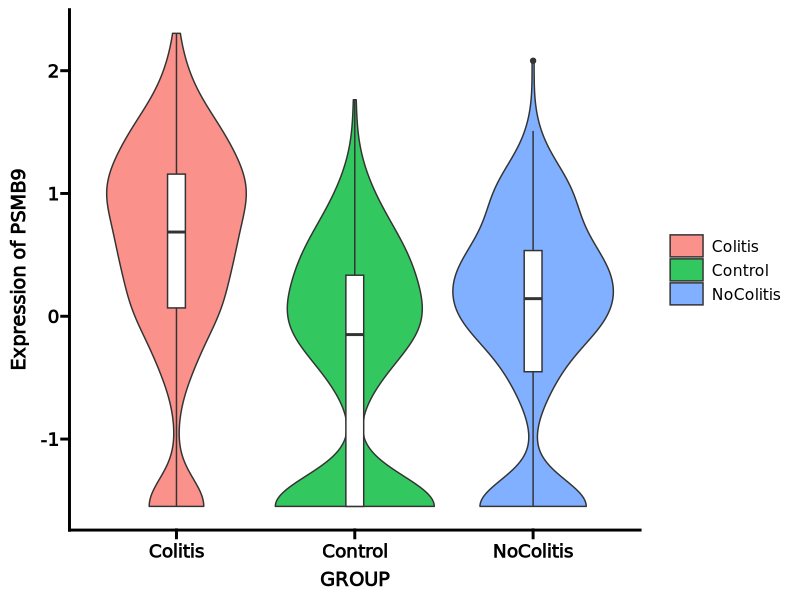 Expression of PSMB9
2
1
0
-1
Colitis
Control
NoColitis
GROUP
Colitis
Control
NoColitis